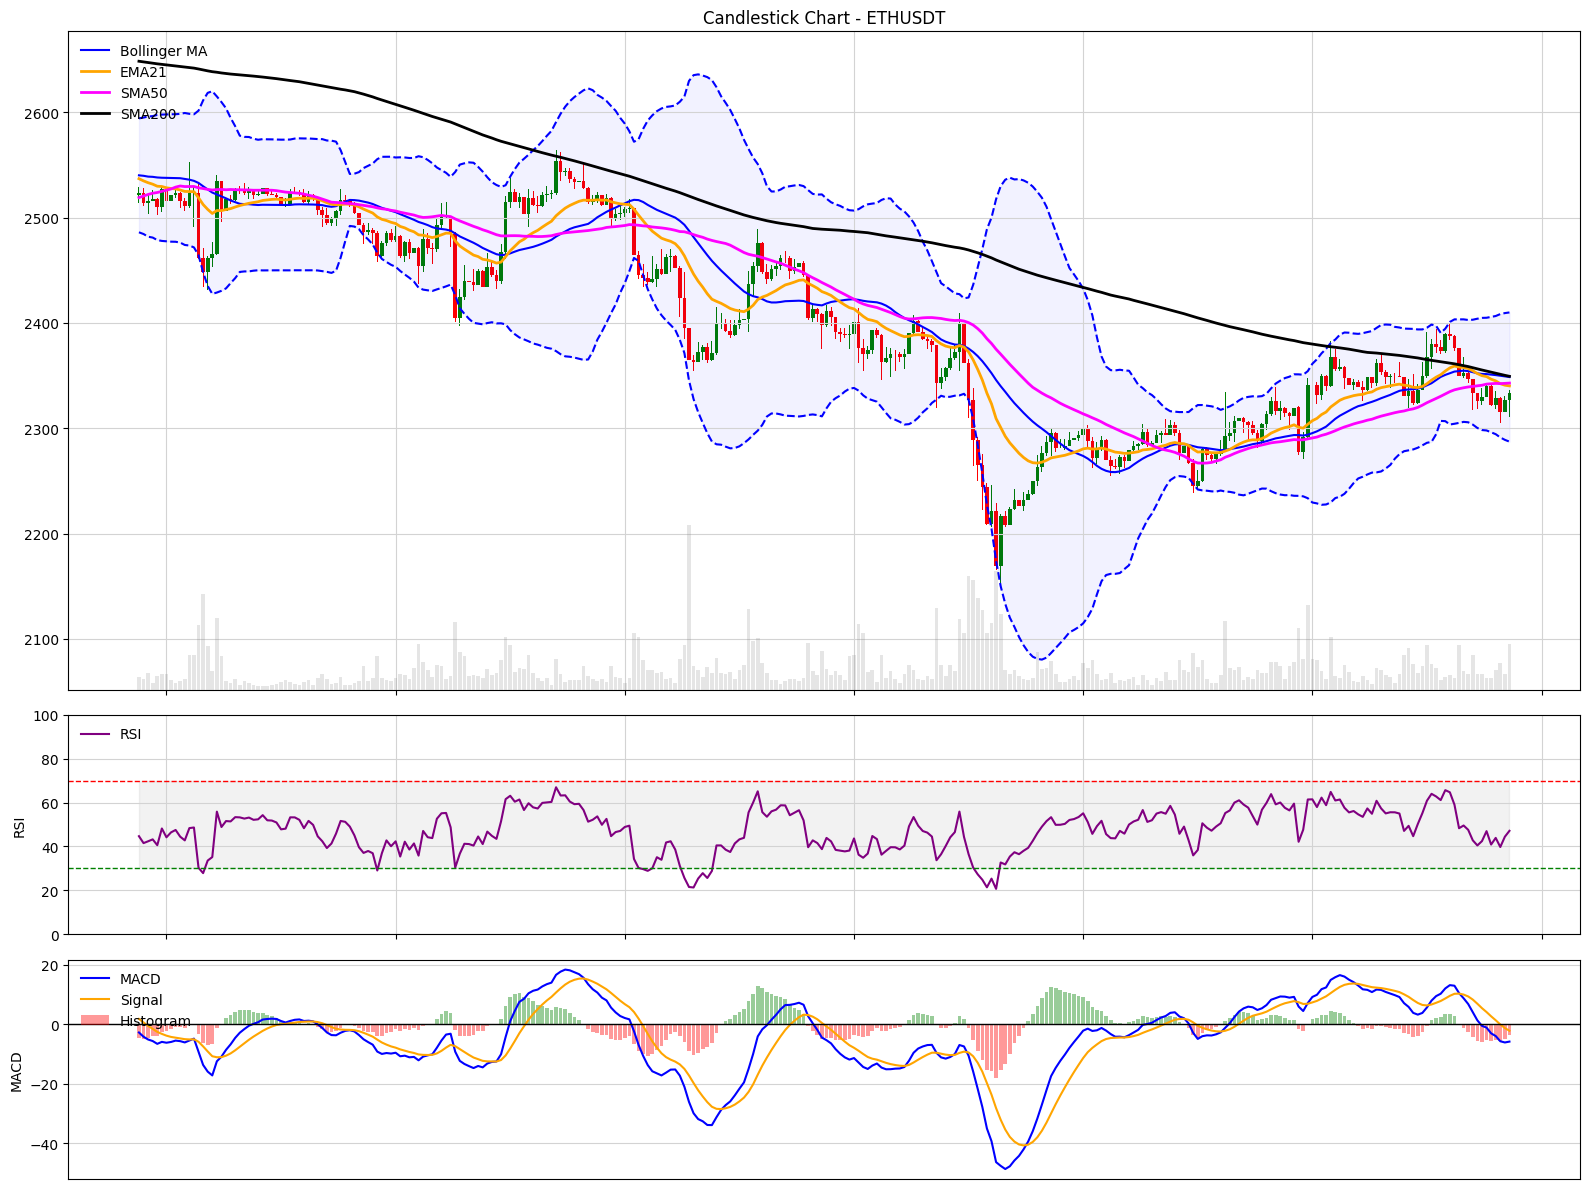 Candlestick Chart - ETHUSDT
Bollinger MA
EMA21
SMA50
SMA200
2600
2500
2400
2300
2200
2100
RSI
100
80
60
40
20
0
RSI
MACD
Signal
Histogram
20
0
−20
−40
MACD